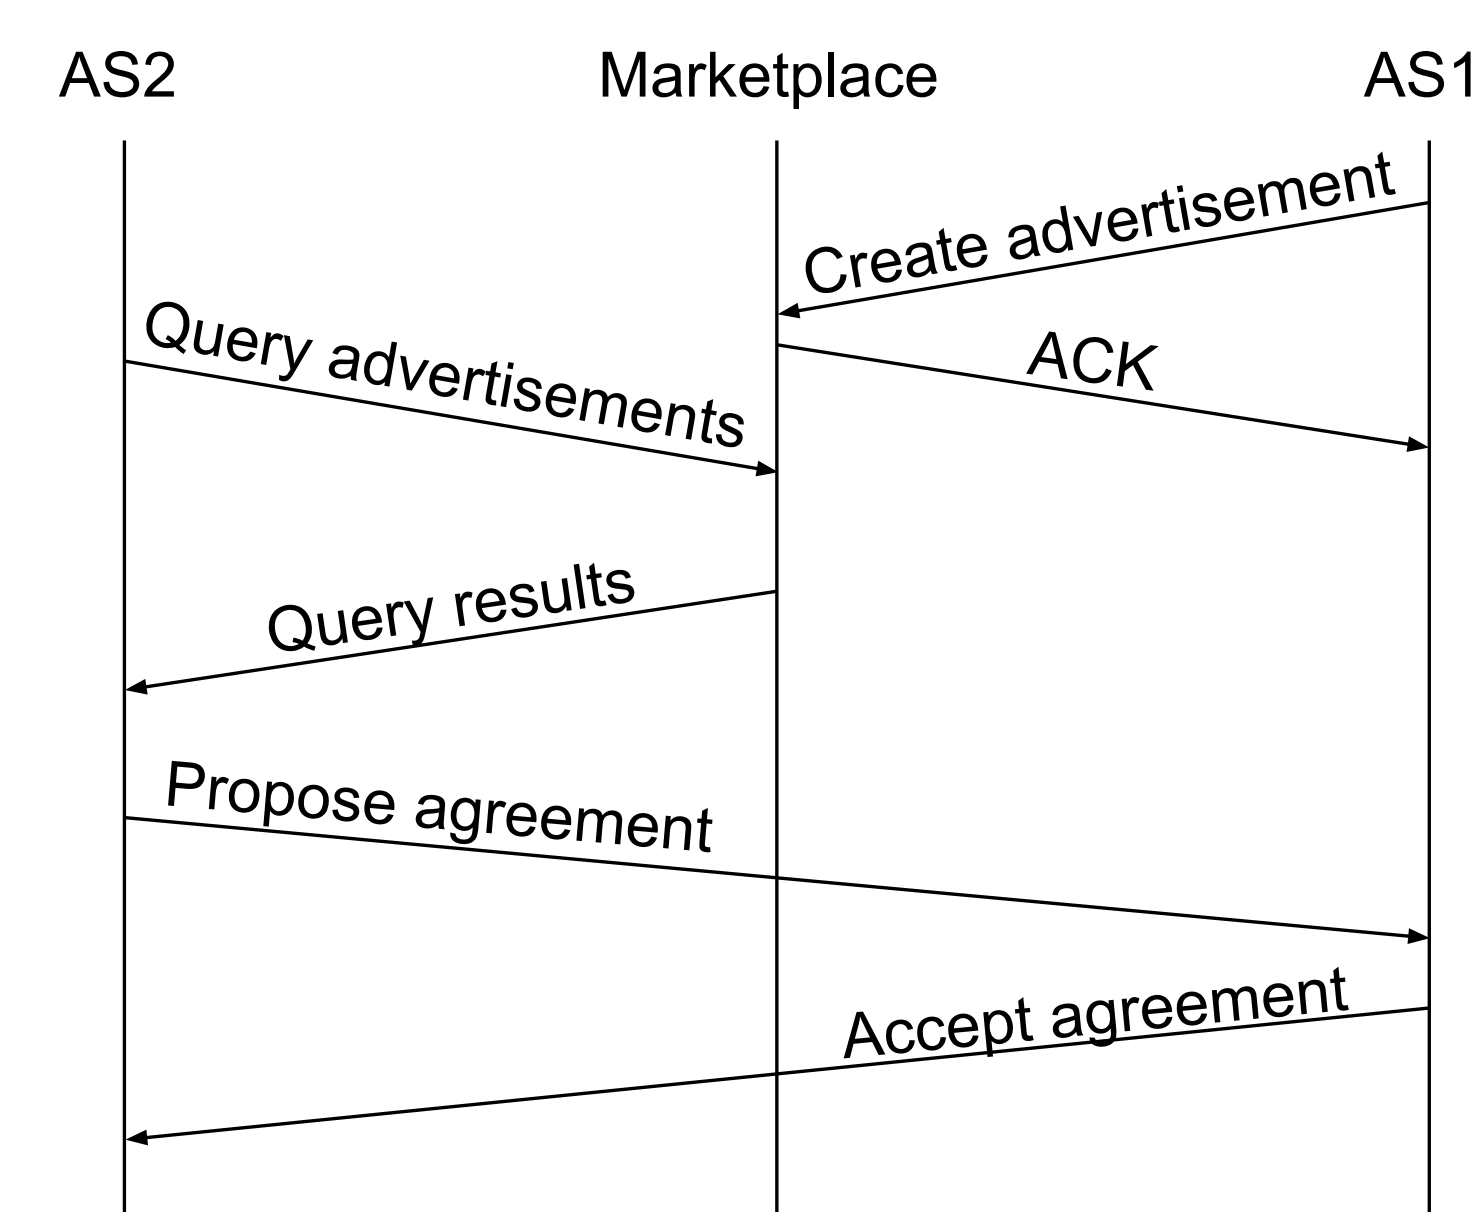 AS2
Marketplace
AS1
Create advertisement
Query advertisements
ACK
Query results
Propose agreement
Accept agreement